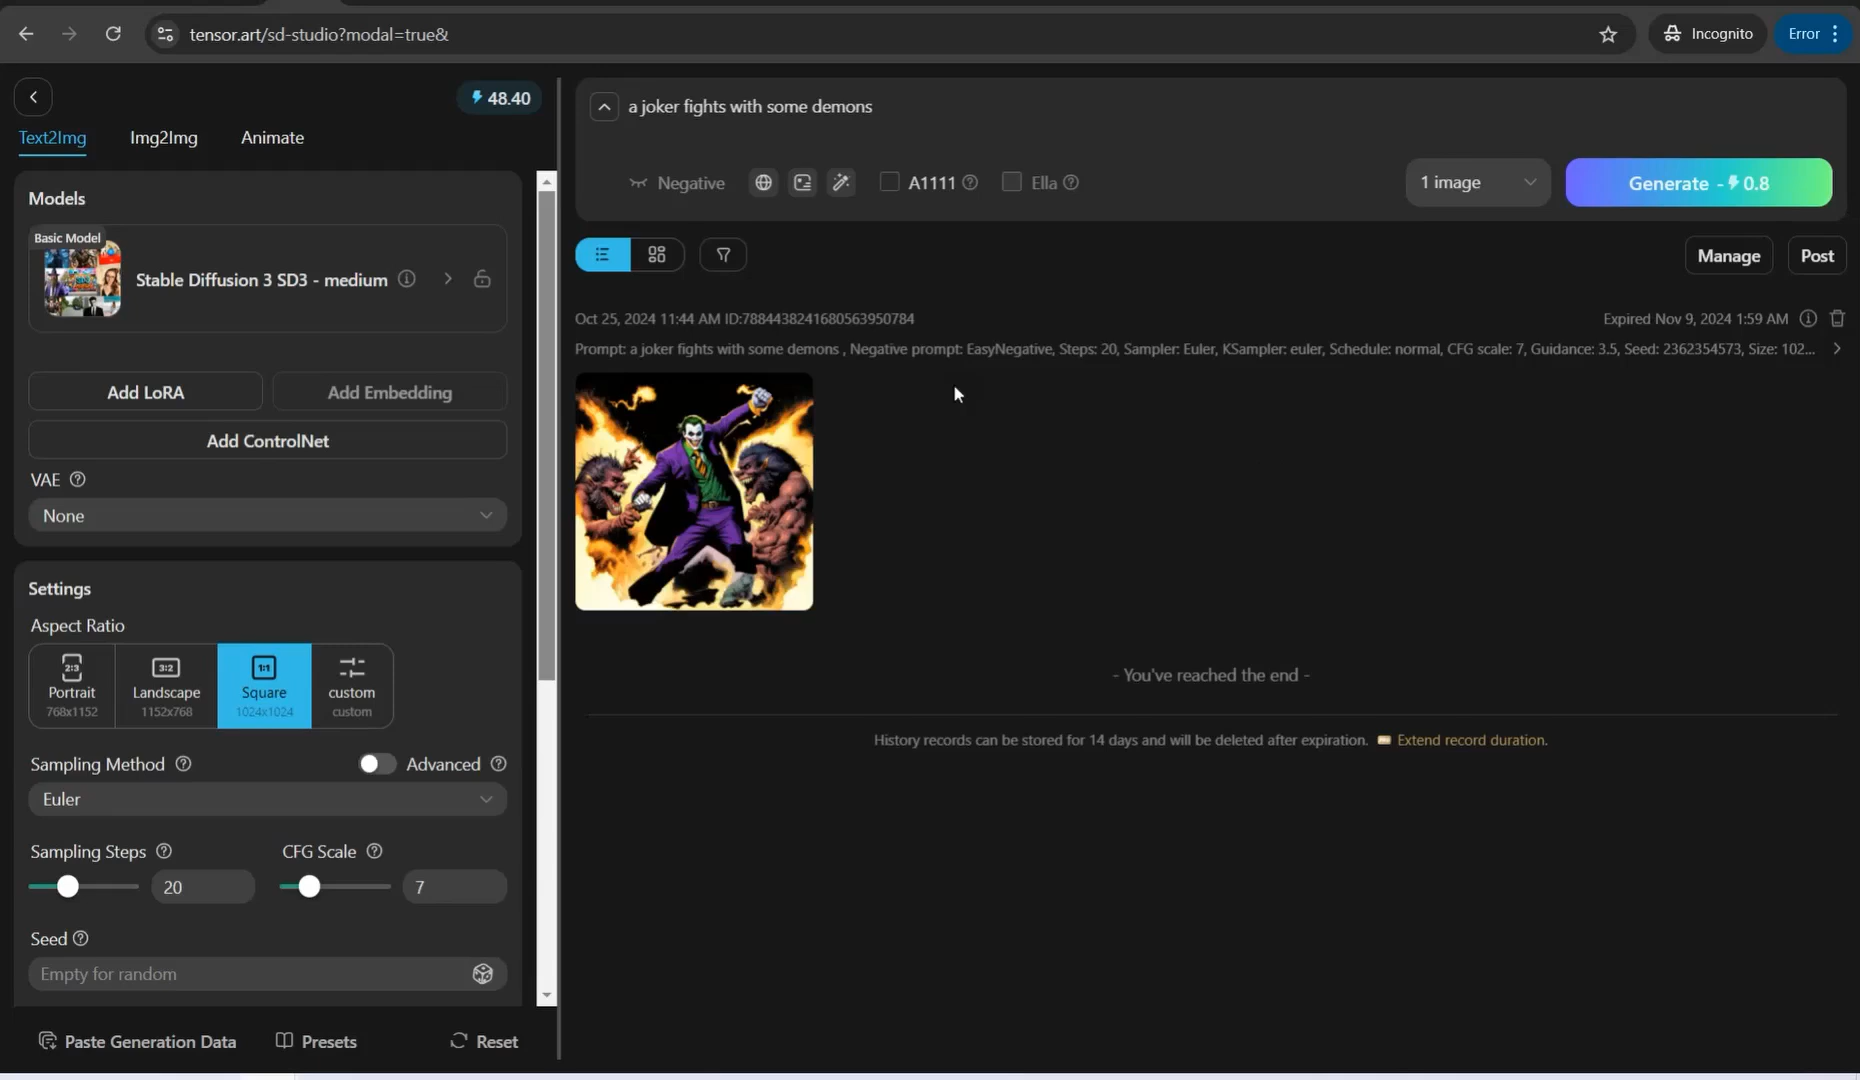 tensor.art/sd-studio?modal=true&
Incognito
Error
48.40
Text2Img
Img2Img
Animate
Models
Basic Model
Stable Diffusion 3 SD3 - medium
Add LoRA
Add Embedding
Add ControlNet
VAE
None
Settings
Aspect Ratio
2:3
3:2
1:1
Portrait
Landscape
Square
custom
768x1152
1152x768
1024x1024
custom
Sampling Method
Advanced
Euler
Sampling Steps
CFG Scale
20
7
Seed
Empty for random
Paste Generation Data
Presets
Reset
a joker fights with some demons
Negative
A1111
Ella
1 image
Generate - 0.8
Manage
Post
Oct 25, 2024 11:44 AM ID:788443824168056395​0784
Expired Nov 9, 2024 1:59 AM
Prompt: a joker fights with some demons , Negative prompt: EasyNegative, Steps: 20, Sampler: Euler, KSampler: euler, Schedule: normal, CFG scale: 7, Guidance: 3.5, Seed: 2362354573, Size: 102...
- You've reached the end -
History records can be stored for 14 days and will be deleted after expiration. Extend record duration.